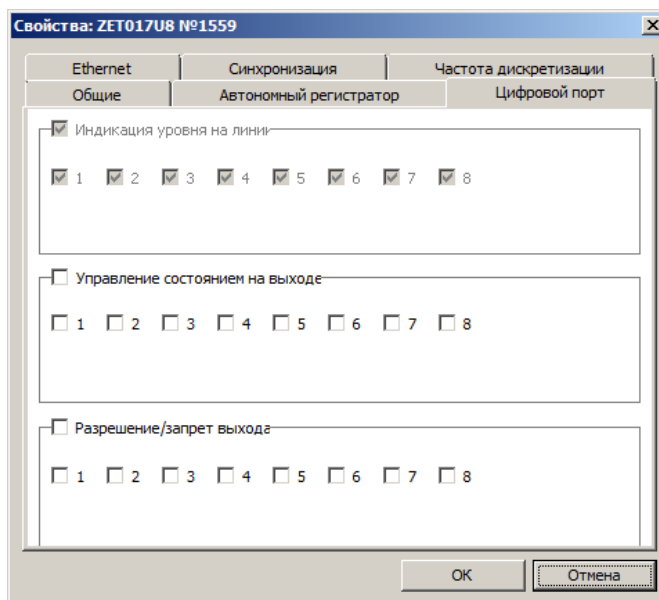 Свойства: ZET017U8 №1559
Ethernet Синхронизация Частота дискретизации
Общие Автономный регистратор Цифровой порт
Индикация уровня на линии
1 2 3 4 5 6 7 8
Управление состоянием на выходе
1 2 3 4 5 6 7 8
Разрешение/запрет выхода
1 2 3 4 5 6 7 8
OK Отмена